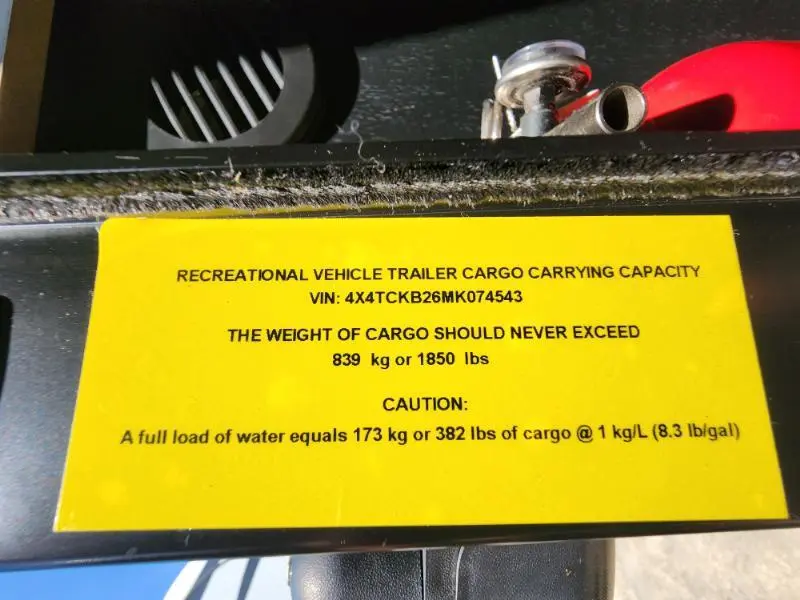 RECREATIONAL VEHICLE TRAILER CARGO CARRYING CAPACITY
VIN: 4X4TCKB26MK074543
THE WEIGHT OF CARGO SHOULD NEVER EXCEED
839 kg or 1850 lbs
CAUTION:
A full load of water equals 173 kg or 382 lbs of cargo @ 1 kg/L (8.3 lb/gal)